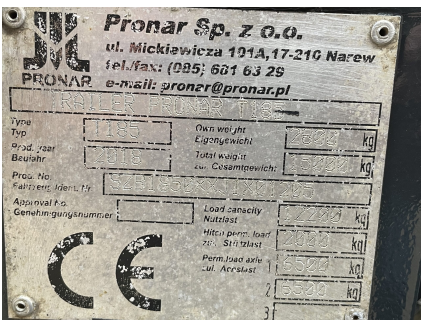 Pronar Sp. z o.o.
ul. Mickiewicza 101A, 17-210 Narew
tel./fax: (085) 681 63 29
PRONAR
e-mail: pronar@pronar.pl
TRAILER PRONAR T185
Type
Typ
T185
Own weight
Eigengewicht
kg
Prod. year
Baujahr
2016
Total weight
zul. Gesamtgewicht
15000 kg
Prod. No.
Fahrzeug. Ident. Nr
Approval No.
Genehmigungsnummer
Load capacity
Nutzlast
kg
Hitch perm. load
zul. Stützlast
kg
Perm.load axle
zul. Achslast
1
6500 kg
2
6500 kg
3
CE